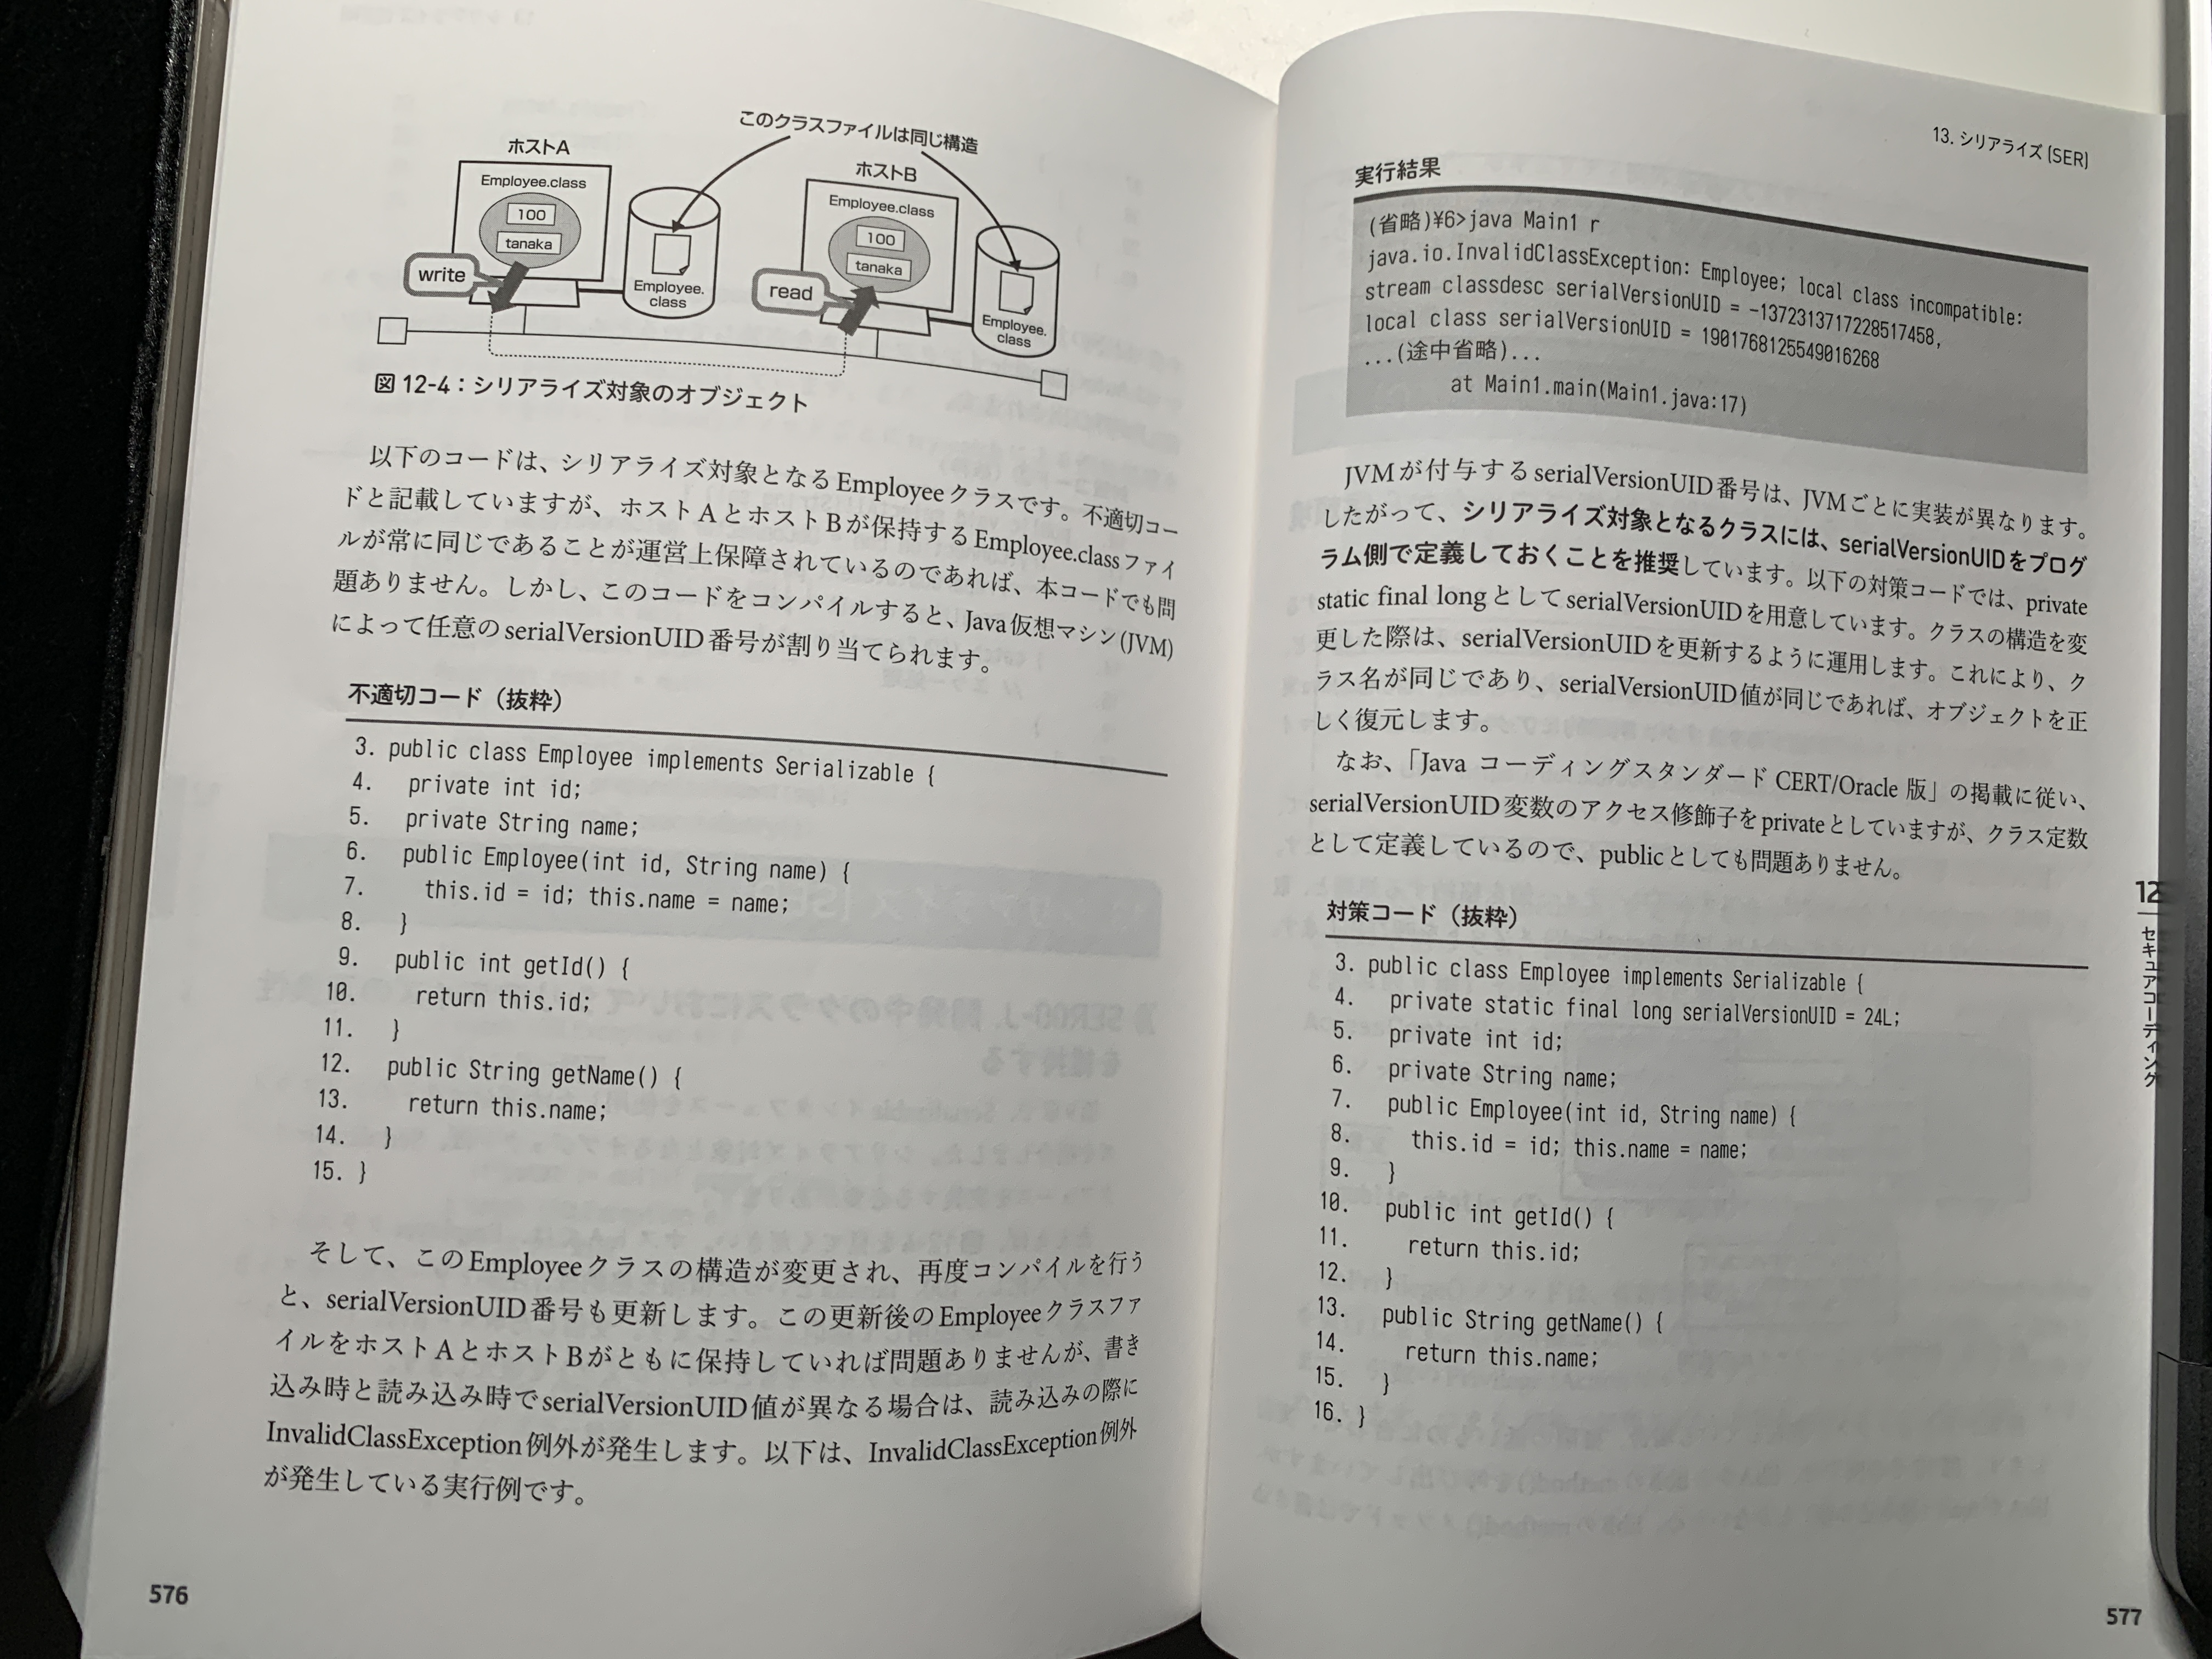 このクラスファイルは同じ構造
ホストA
ホストB
Employee.class
100
tanaka
write
Employee.
class
Employee.class
100
tanaka
read
Employee.
class
図12-4：シリアライズ対象のオブジェクト
以下のコードは、シリアライズ対象となるEmployeeクラスです。不適切コー
ドと記載していますが、ホストAとホストBが保持するEmployee.classファイ
ルが常に同じであることが運営上保障されているのであれば、本コードでも問
題ありません。しかし、このコードをコンパイルすると、Java仮想マシン(JVM)
によって任意のserialVersionUID番号が割り当てられます。
不適切コード（抜粋）
3. public class Employee implements Serializable {
4. private int id;
5. private String name;
6. public Employee(int id, String name) {
7. this.id = id; this.name = name;
8. }
9. public int getId() {
10. return this.id;
11. }
12. public String getName() {
13. return this.name;
14. }
15. }
そして、このEmployeeクラスの構造が変更され、再度コンパイルを行う
と、serialVersionUID番号も更新します。この更新後のEmployeeクラスファ
イルをホストAとホストBがともに保持していれば問題ありませんが、書き
込み時と読み込み時でserialVersionUID値が異なる場合は、読み込みの際に
InvalidClassException例外が発生します。以下は、InvalidClassException例外
が発生している実行例です。
576
13. シリアライズ(SER)
実行結果
(省略)¥6>java Main1 r
java.io.InvalidClassException: Employee; local class incompatible:
stream classdesc serialVersionUID = -1372313717228517458,
local class serialVersionUID = 1901768125549016268
...(途中省略)...
at Main1.main(Main1.java:17)
JVMが付与するserialVersionUID番号は、JVMごとに実装が異なります。
したがって、シリアライズ対象となるクラスには、serialVersionUIDをプログ
ラム側で定義しておくことを推奨しています。以下の対策コードでは、private
static final longとしてserialVersionUIDを用意しています。クラスの構造を変
更した際は、serialVersionUIDを更新するように運用します。これにより、ク
ラス名が同じであり、serialVersionUID値が同じであれば、オブジェクトを正
しく復元します。
なお、「Java コーディングスタンダード CERT/Oracle 版」の掲載に従い、
serialVersionUID変数のアクセス修飾子をprivateとしていますが、クラス定数
として定義しているので、publicとしても問題ありません。
対策コード（抜粋）
3. public class Employee implements Serializable {
4. private static final long serialVersionUID = 24L;
5. private int id;
6. private String name;
7. public Employee(int id, String name) {
8. this.id = id; this.name = name;
9. }
10. public int getId() {
11. return this.id;
12. }
13. public String getName() {
14. return this.name;
15. }
16. }
12
セキュアコーディング
577